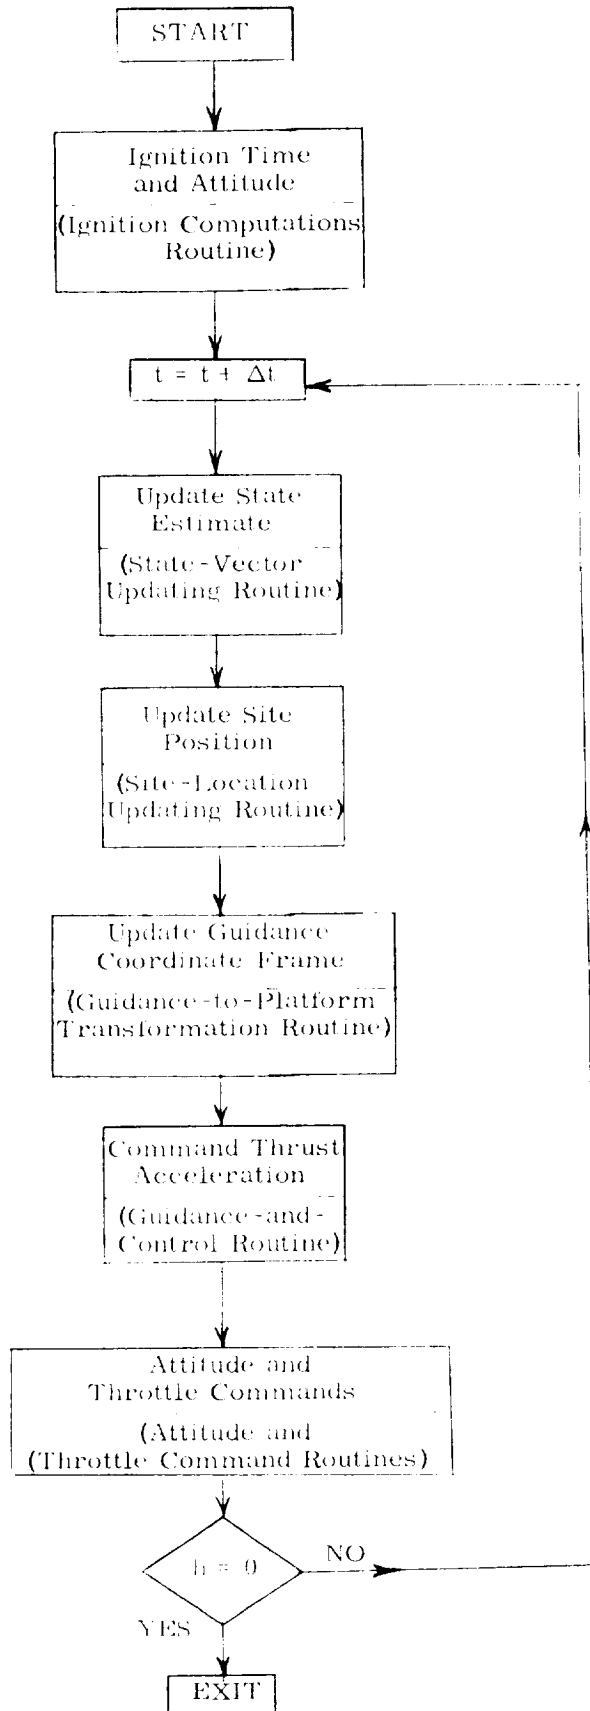 START
Ignition Time
and Attitude
(Ignition Computations
Routine)
t = t + Δt
Update State
Estimate
(State-Vector
Updating Routine)
Update Site
Position
(Site-Location
Updating Routine)
Update Guidance
Coordinate Frame
(Guidance-to-Platform
Transformation Routine)
Command Thrust
Acceleration
(Guidance-and-
Control Routine)
Attitude and
Throttle Commands
(Attitude and
(Throttle Command Routines)
h = 0
NO
YES
EXIT